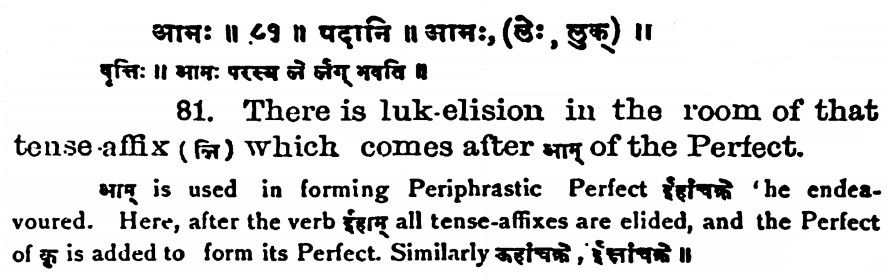 आमः ॥ ८१ ॥ पदानि ॥ आमः, (लेः, लुक्) ॥
वृत्तिः ॥ आमः परस्य ले र्लुग् भवति ॥
81. There is luk-elision in the room of that
tense-affix (लि) which comes after आम् of the Perfect.
आम् is used in forming Periphrastic Perfect ईहांचक्रे 'he endea-
voured. Here, after the verb ईहाम् all tense-affixes are elided, and the Perfect
of कृ is added to form its Perfect. Similarly ऊहांचक्रे, ईक्षांचक्रे ॥